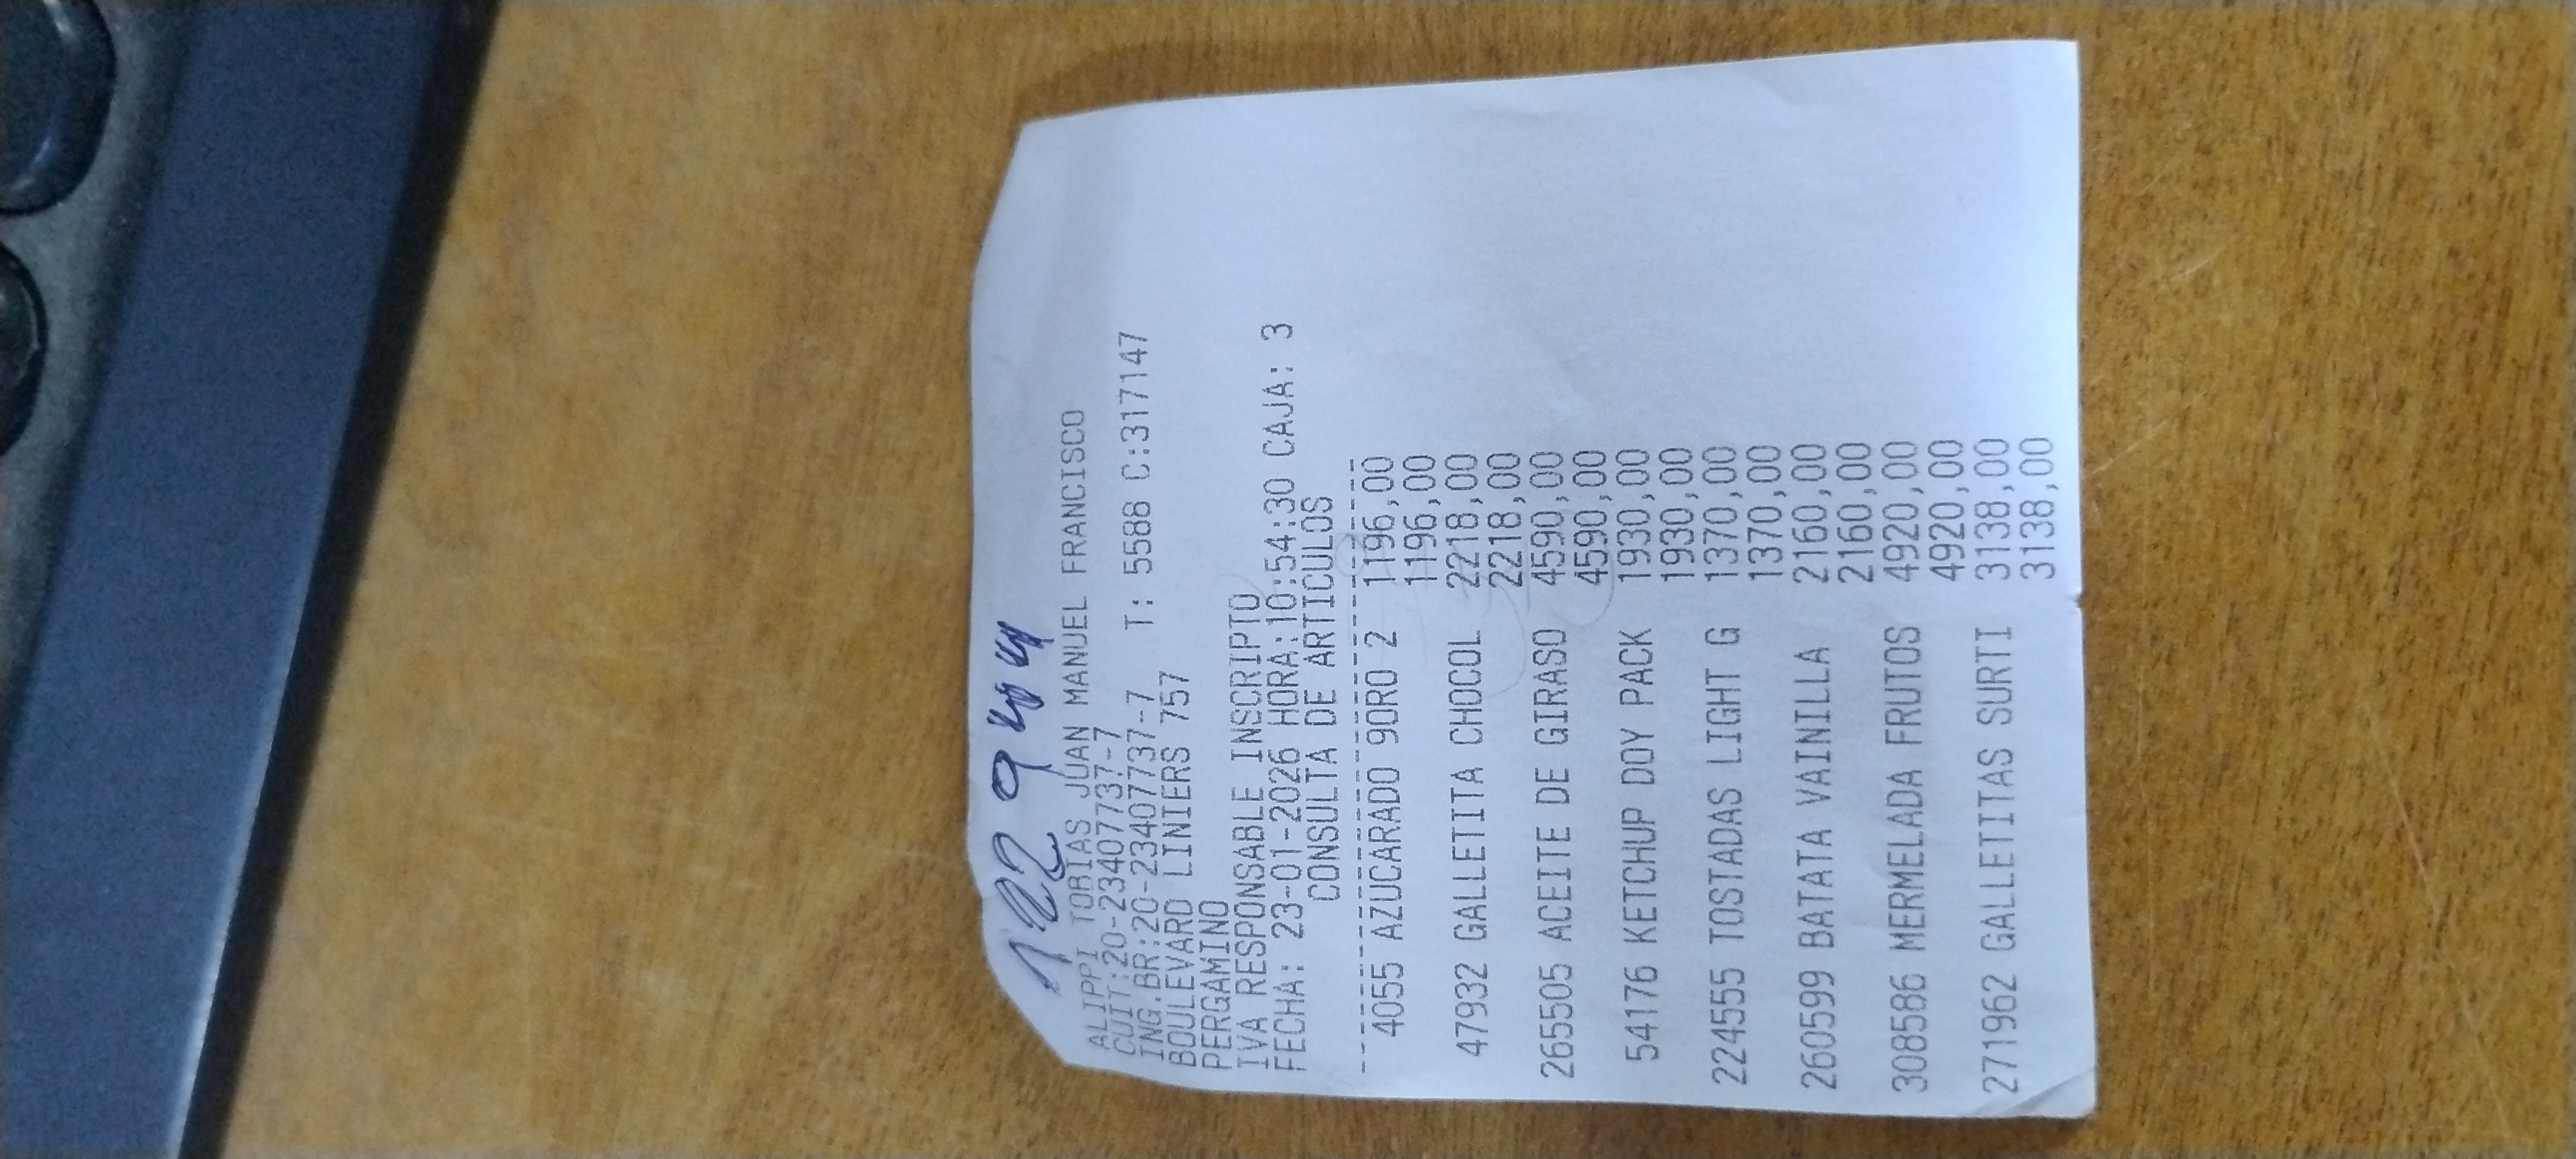 122944
ALIPPI TOBIAS JUAN MANUEL FRANCISCO
CUIT:20-23407737-7
ING.BR:20-23407737-7 T: 5588 C:317147
BOULEVARD LINIERS 757
PERGAMINO
IVA RESPONSABLE INSCRIPTO
FECHA: 23-01-2026 HORA:10:54:30 CAJA: 3
CONSULTA DE ARTICULOS
4055 AZUCARADO 9ORO 2 1196,00
1196,00
47932 GALLETITA CHOCOL 2218,00
2218,00
265505 ACEITE DE GIRASO 4590,00
4590,00
54176 KETCHUP DOY PACK 1930,00
1930,00
224555 TOSTADAS LIGHT G 1370,00
1370,00
260599 BATATA VAINILLA 2160,00
2160,00
308586 MERMELADA FRUTOS 4920,00
4920,00
271962 GALLETITAS SURTI 3138,00
3138,00